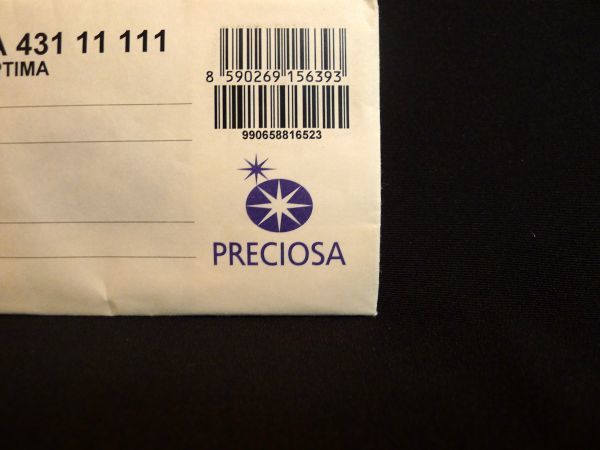 A 431 11 111
PTIMA
8 590269 156393
990658816523
PRECIOSA